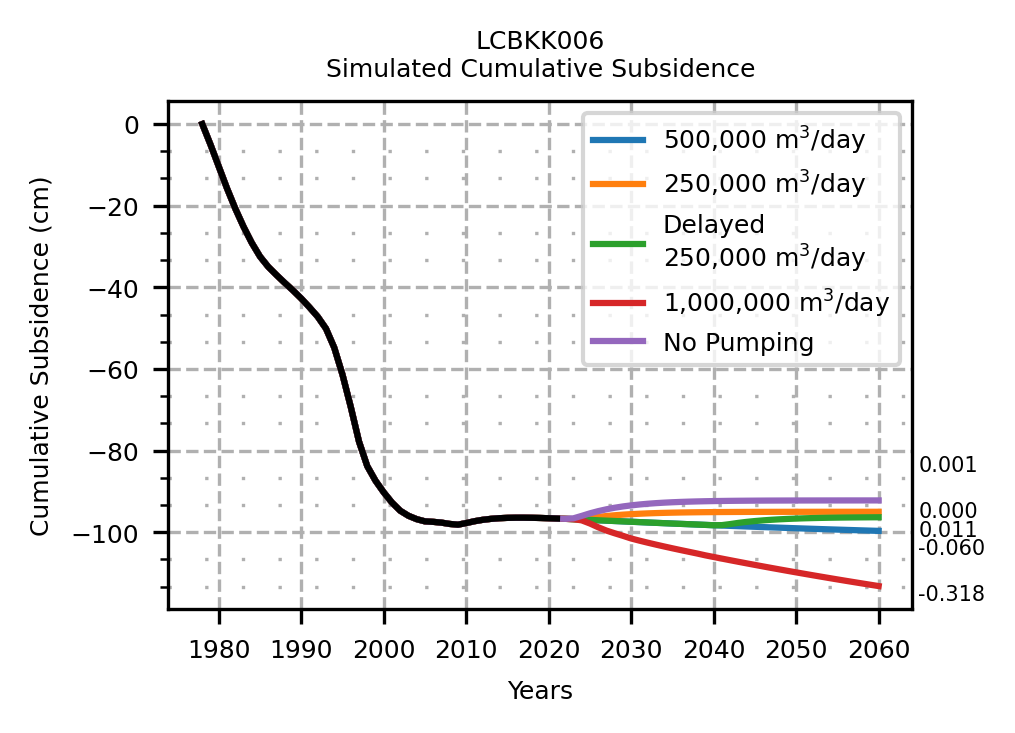 LCBKK006
Simulated Cumulative Subsidence
Cumulative Subsidence (cm)
0
−20
−40
−60
−80
−100
500,000 m³/day
250,000 m³/day
Delayed
250,000 m³/day
1,000,000 m³/day
No Pumping
0.001
0.000
0.011
-0.060
-0.318
1980 1990 2000 2010 2020 2030 2040 2050 2060
Years